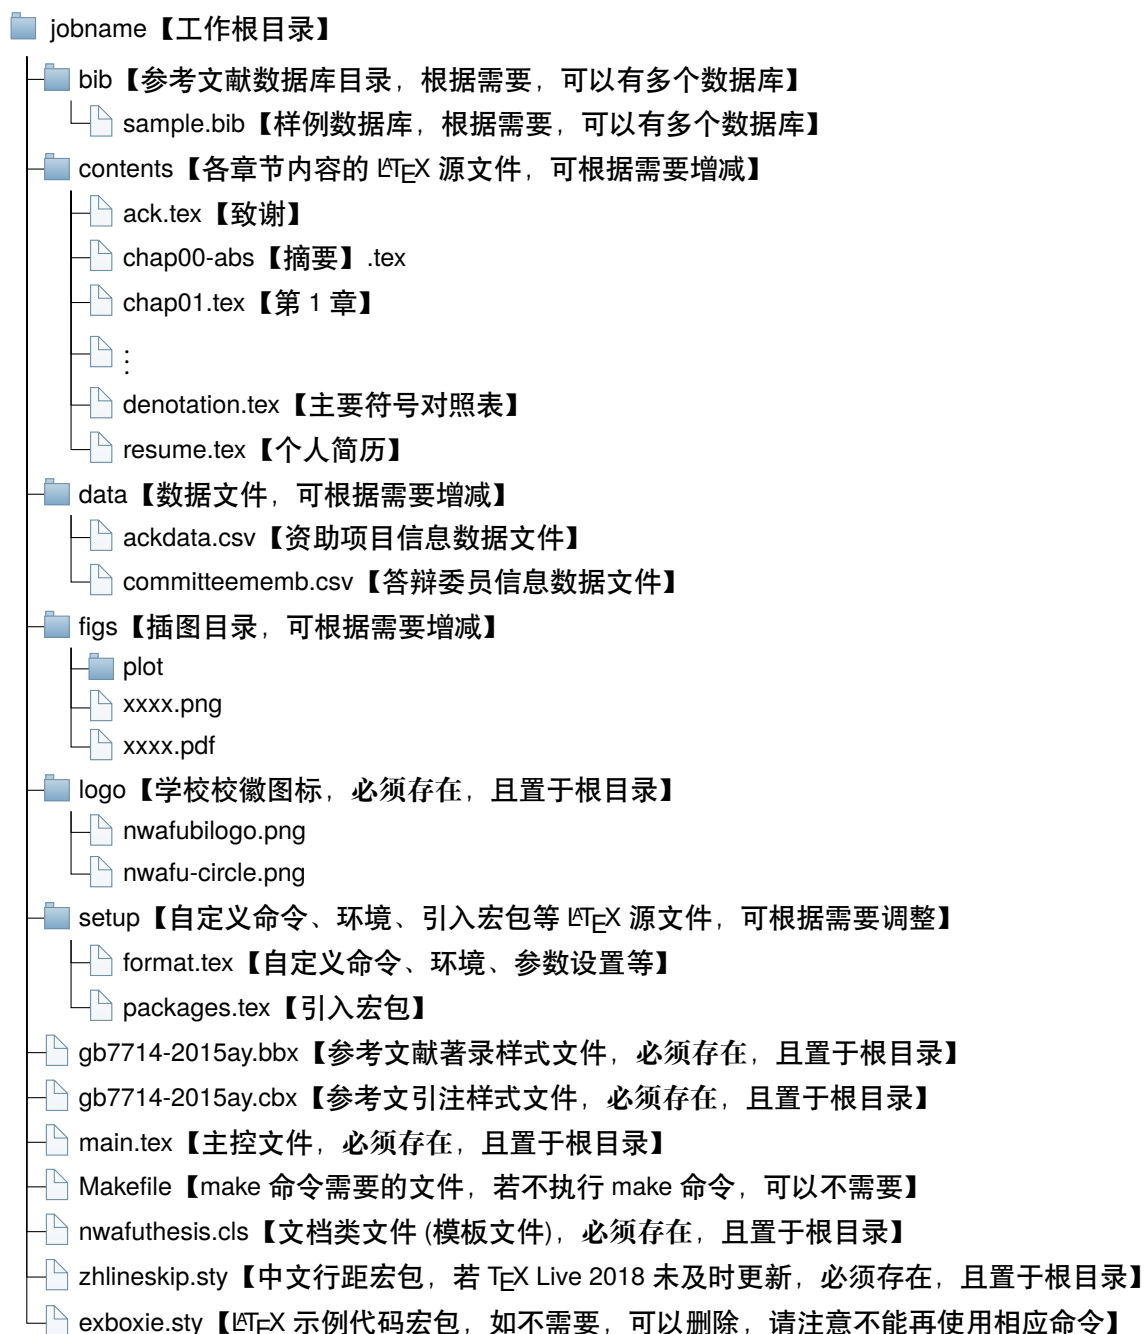 jobname【工作根目录】
bib【参考文献数据库目录，根据需要，可以有多个数据库】
sample.bib【样例数据库，根据需要，可以有多个数据库】
contents【各章节内容的 LATEX 源文件，可根据需要增减】
ack.tex【致谢】
chap00-abs【摘要】.tex
chap01.tex【第 1 章】
⋮
denotation.tex【主要符号对照表】
resume.tex【个人简历】
data【数据文件，可根据需要增减】
ackdata.csv【资助项目信息数据文件】
committeememb.csv【答辩委员信息数据文件】
figs【插图目录，可根据需要增减】
plot
xxxx.png
xxxx.pdf
logo【学校校徽图标，必须存在，且置于根目录】
nwafubilogo.png
nwafu-circle.png
setup【自定义命令、环境、引入宏包等 LATEX 源文件，可根据需要调整】
format.tex【自定义命令、环境、参数设置等】
packages.tex【引入宏包】
gb7714-2015ay.bbx【参考文献著录样式文件，必须存在，且置于根目录】
gb7714-2015ay.cbx【参考文引注样式文件，必须存在，且置于根目录】
main.tex【主控文件，必须存在，且置于根目录】
Makefile【make 命令需要的文件，若不执行 make 命令，可以不需要】
nwafuthesis.cls【文档类文件 (模板文件)，必须存在，且置于根目录】
zhlineskip.sty【中文行距宏包，若 TEX Live 2018 未及时更新，必须存在，且置于根目录】
exboxie.sty【LATEX 示例代码宏包，如不需要，可以删除，请注意不能再使用相应命令】